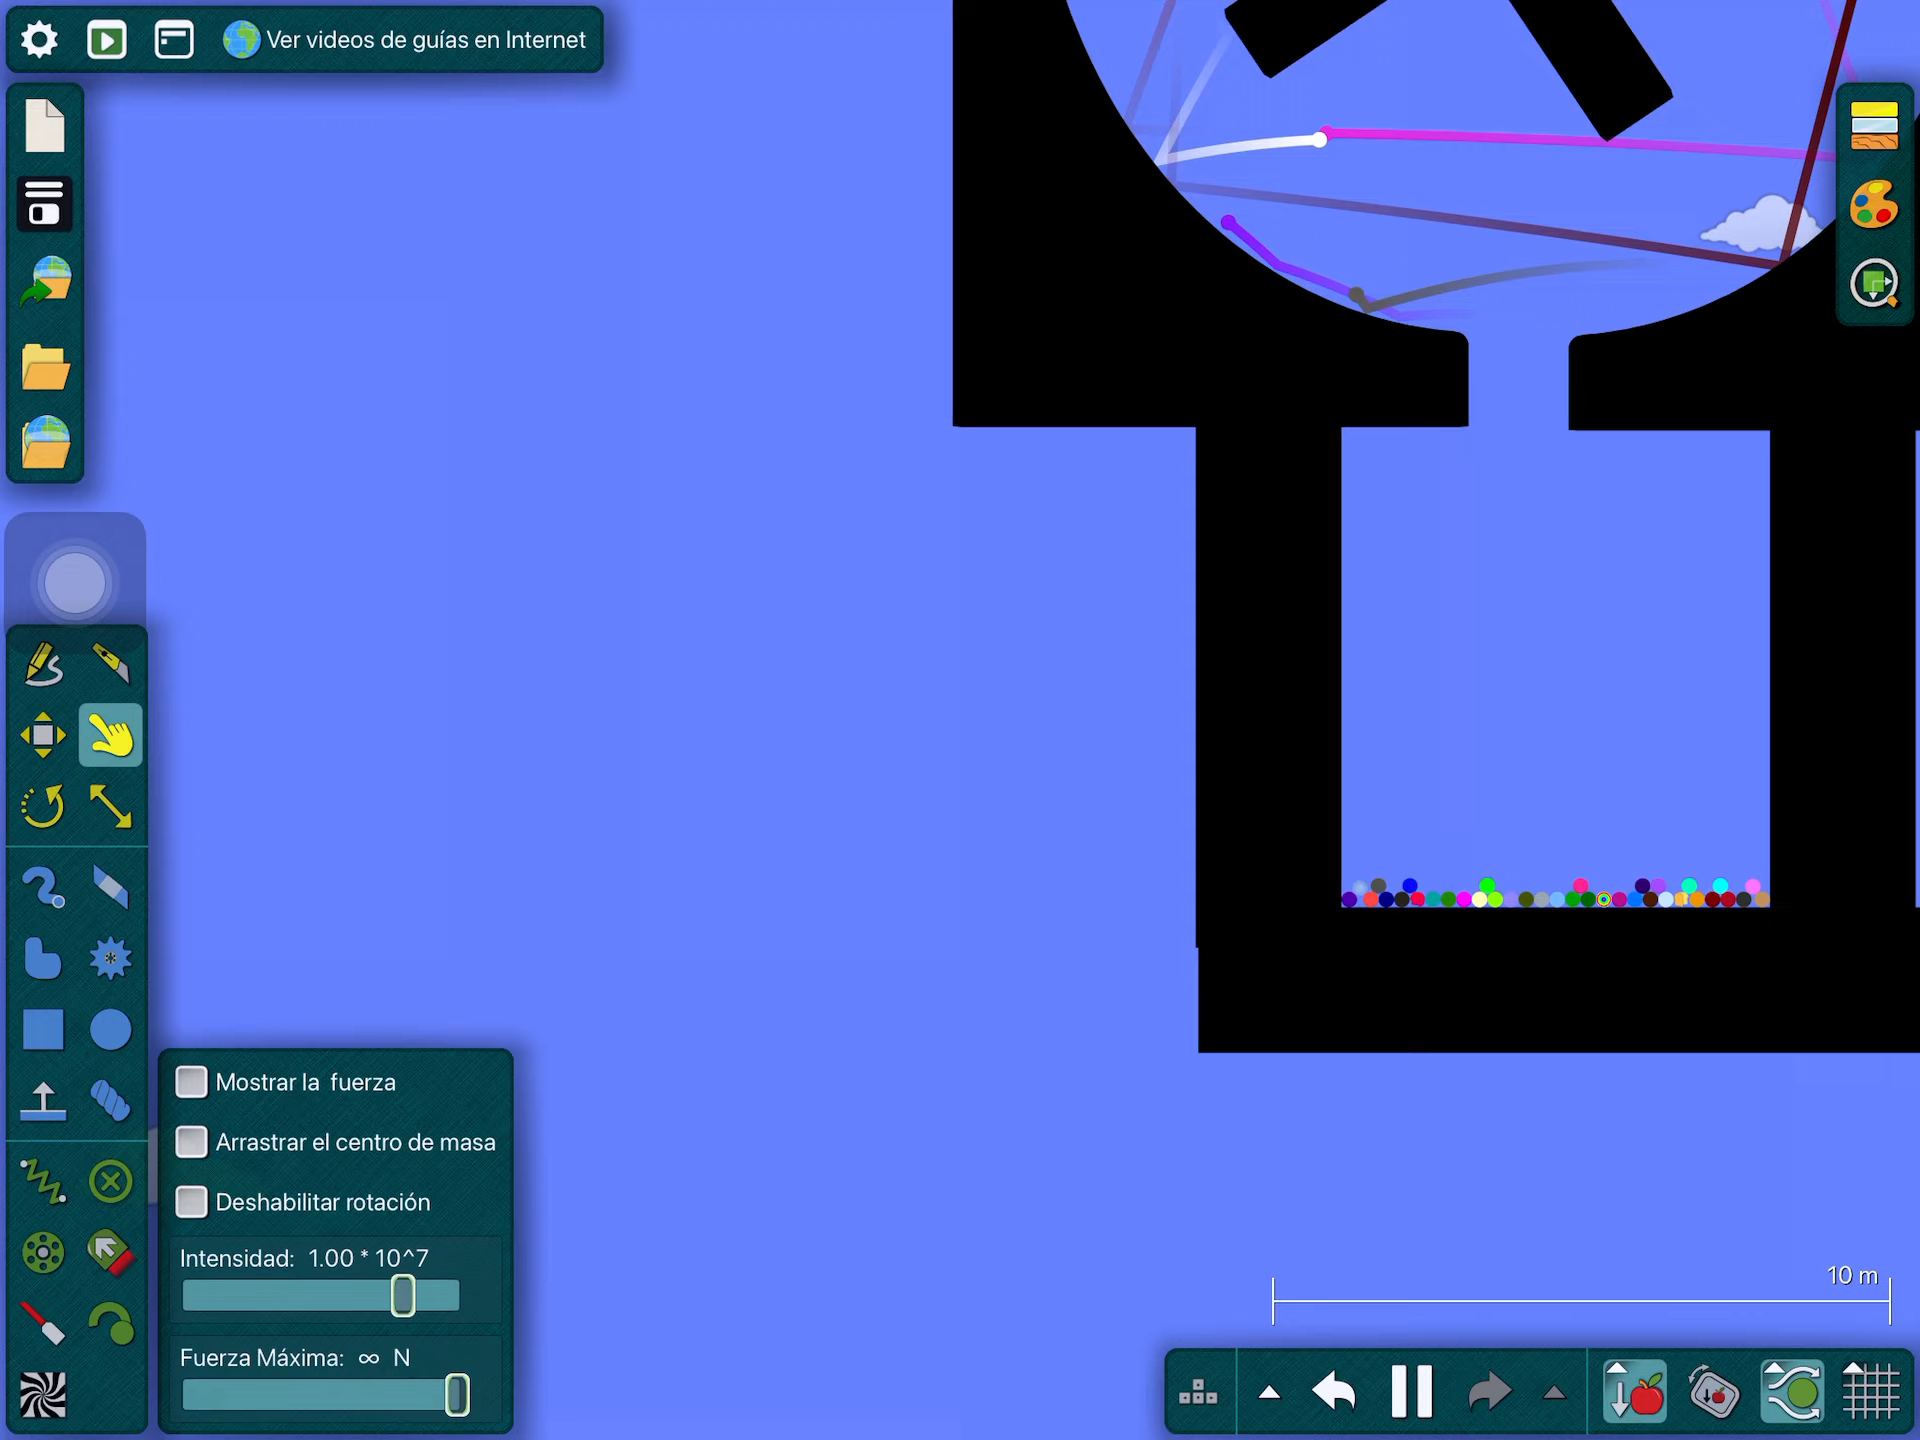 Ver videos de guías en Internet
Mostrar la fuerza
Arrastrar el centro de masa
Deshabilitar rotación
Intensidad: 1.00 * 10^7
Fuerza Máxima: ∞ N
10 m